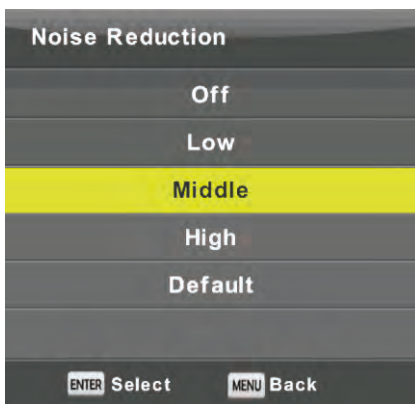 Noise Reduction
Off
Low
Middle
High
Default
ENTER Select MENU Back